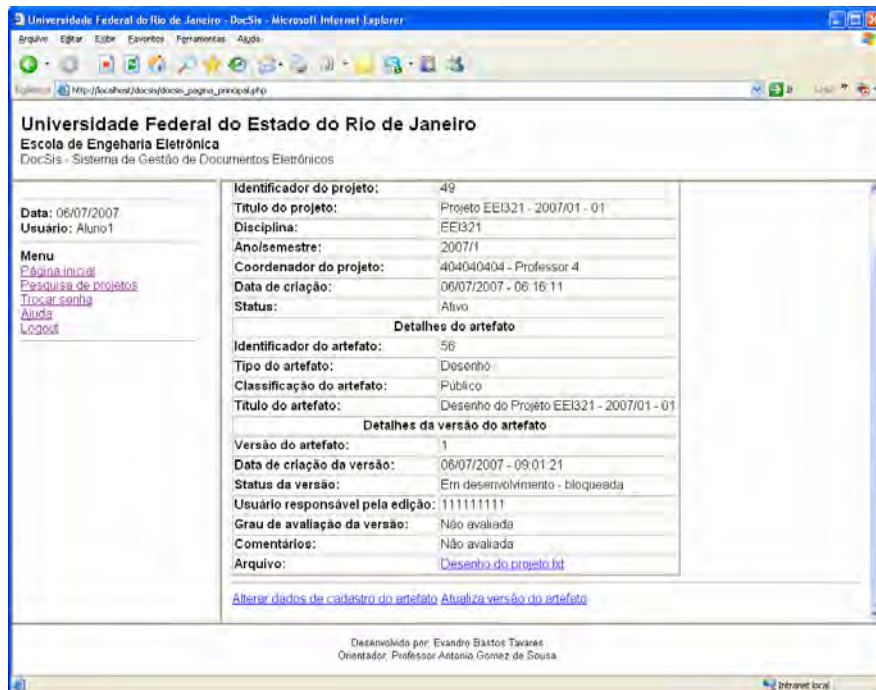 Universidade Federal do Rio de Janeiro - DocSis - Microsoft Internet Explorer
Arquivo Editar Exibir Favoritos Ferramentas Ajuda
http://localhost/docsis/docsis_pagina_principal.php
Universidade Federal do Estado do Rio de Janeiro
Escola de Engeharia Eletrônica
DocSis - Sistema de Gestão de Documentos Eletrônicos
Data: 06/07/2007
Usuário: Aluno1
Menu
Página inicial
Pesquisa de projetos
Trocar senha
Ajuda
Logout
Identificador do projeto: 49
Título do projeto: Projeto EEI321 - 2007/01 - 01
Disciplina: EEI321
Ano/semestre: 2007/1
Coordenador do projeto: 404040404 - Professor 4
Data de criação: 06/07/2007 - 06:16:11
Status: Ativo
Detalhes do artefato
Identificador do artefato: 56
Tipo do artefato: Desenho
Classificação do artefato: Público
Título do artefato: Desenho do Projeto EEI321 - 2007/01 - 01
Detalhes da versão do artefato
Versão do artefato: 1
Data de criação da versão: 06/07/2007 - 09:01:21
Status da versão: Em desenvolvimento - bloqueada
Usuário responsável pela edição: 111111111
Grau de avaliação da versão: Não avaliada
Comentários: Não avaliada
Arquivo: Desenho do projeto.txt
Alterar dados de cadastro do artefato Atualiza versão do artefato
Desenvolvido por: Evandro Bastos Tavares
Orientador: Professor Antonio Gomez de Sousa
Intranet local